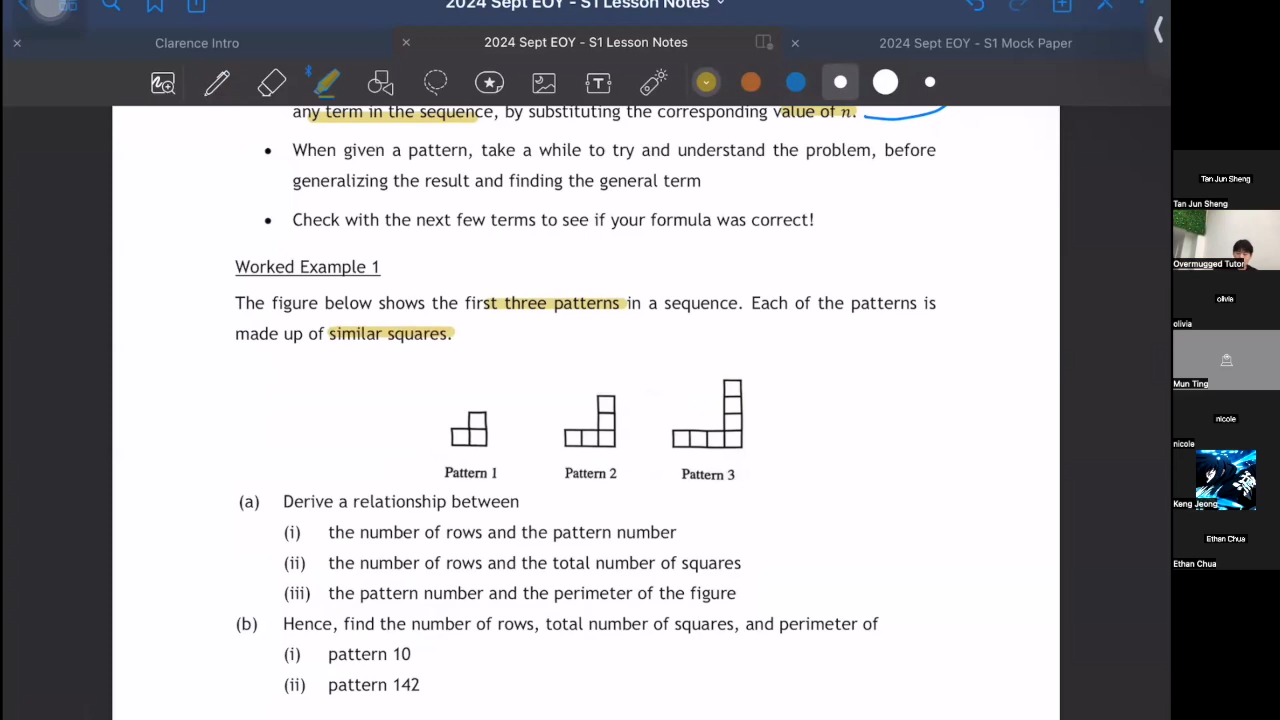 2024 Sept EOY - S1 Lesson Notes
Clarence Intro
2024 Sept EOY - S1 Lesson Notes
2024 Sept EOY - S1 Mock Paper
any term in the sequence, by substituting the corresponding value of n.
• When given a pattern, take a while to try and understand the problem, before
generalizing the result and finding the general term
• Check with the next few terms to see if your formula was correct!
Worked Example 1
The figure below shows the first three patterns in a sequence. Each of the patterns is
made up of similar squares.
Pattern 1
Pattern 2
Pattern 3
(a) Derive a relationship between
(i) the number of rows and the pattern number
(ii) the number of rows and the total number of squares
(iii) the pattern number and the perimeter of the figure
(b) Hence, find the number of rows, total number of squares, and perimeter of
(i) pattern 10
(ii) pattern 142
Tan Jun Sheng
Tan Jun Sheng
Overmugged Tutor
olivia
olivia
Mun Ting
nicole
nicole
Keng Jeong
Ethan Chua
Ethan Chua